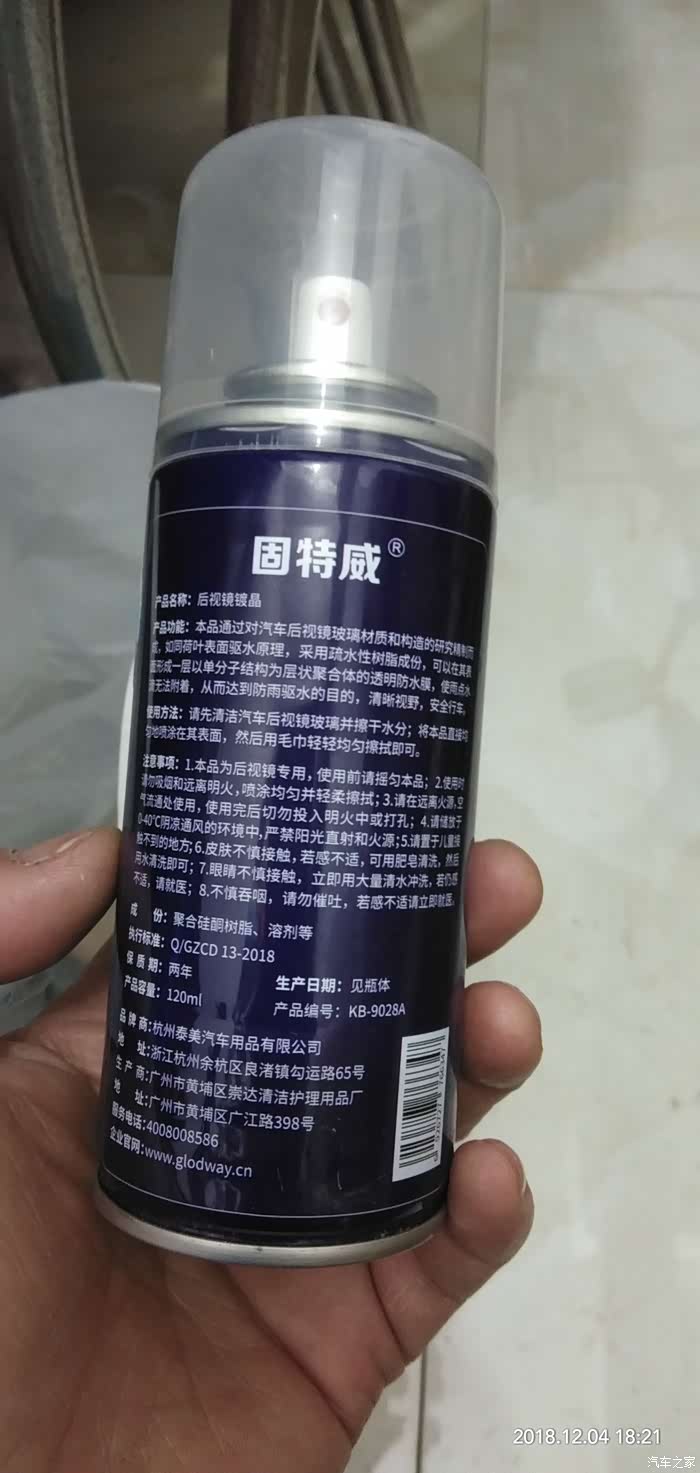 固特威®
产品名称：后视镜镀晶
产品功能：本品通过对汽车后视镜玻璃材质和构造的研究精制而
成，如同荷叶表面驱水原理，采用疏水性树脂成份，可以在其表
面形成一层以单分子结构为层状聚合体的透明防水膜，使雨点水
滴无法附着，从而达到防雨驱水的目的，清晰视野，安全行车。
使用方法：请先清洁汽车后视镜玻璃并擦干水分；将本品直接均
匀地喷涂在其表面，然后用毛巾轻轻均匀擦拭即可。
注意事项：1.本品为后视镜专用，使用前请摇匀本品；2.使用时
请勿吸烟和远离明火，喷涂均匀并轻柔擦拭；3.请在远离火源，空
气流通处使用，使用完后切勿投入明火中或打孔；4.请储放于
0-40℃阴凉通风的环境中，严禁阳光直射和火源；5.请置于儿童接
触不到的地方；6.皮肤不慎接触，若感不适，可用肥皂清洗，然后
用水清洗即可；7.眼睛不慎接触，立即用大量清水冲洗，若仍感
不适，请就医；8.不慎吞咽，请勿催吐，若感不适请立即就医。
成 份：聚合硅酮树脂、溶剂等
执行标准：Q/GZCD 13-2018
保 质 期：两年 生产日期：见瓶体
产品容量：120ml 产品编号：KB-9028A
品 牌 商：杭州泰美汽车用品有限公司
地 址：浙江杭州余杭区良渚镇勾运路65号
生 产 商：广州市黄埔区崇达清洁护理用品厂
地 址：广州市黄埔区广江路398号
服务电话：4008008586
企业官网：www.glodway.cn
2018.12.04 18:21
汽车之家